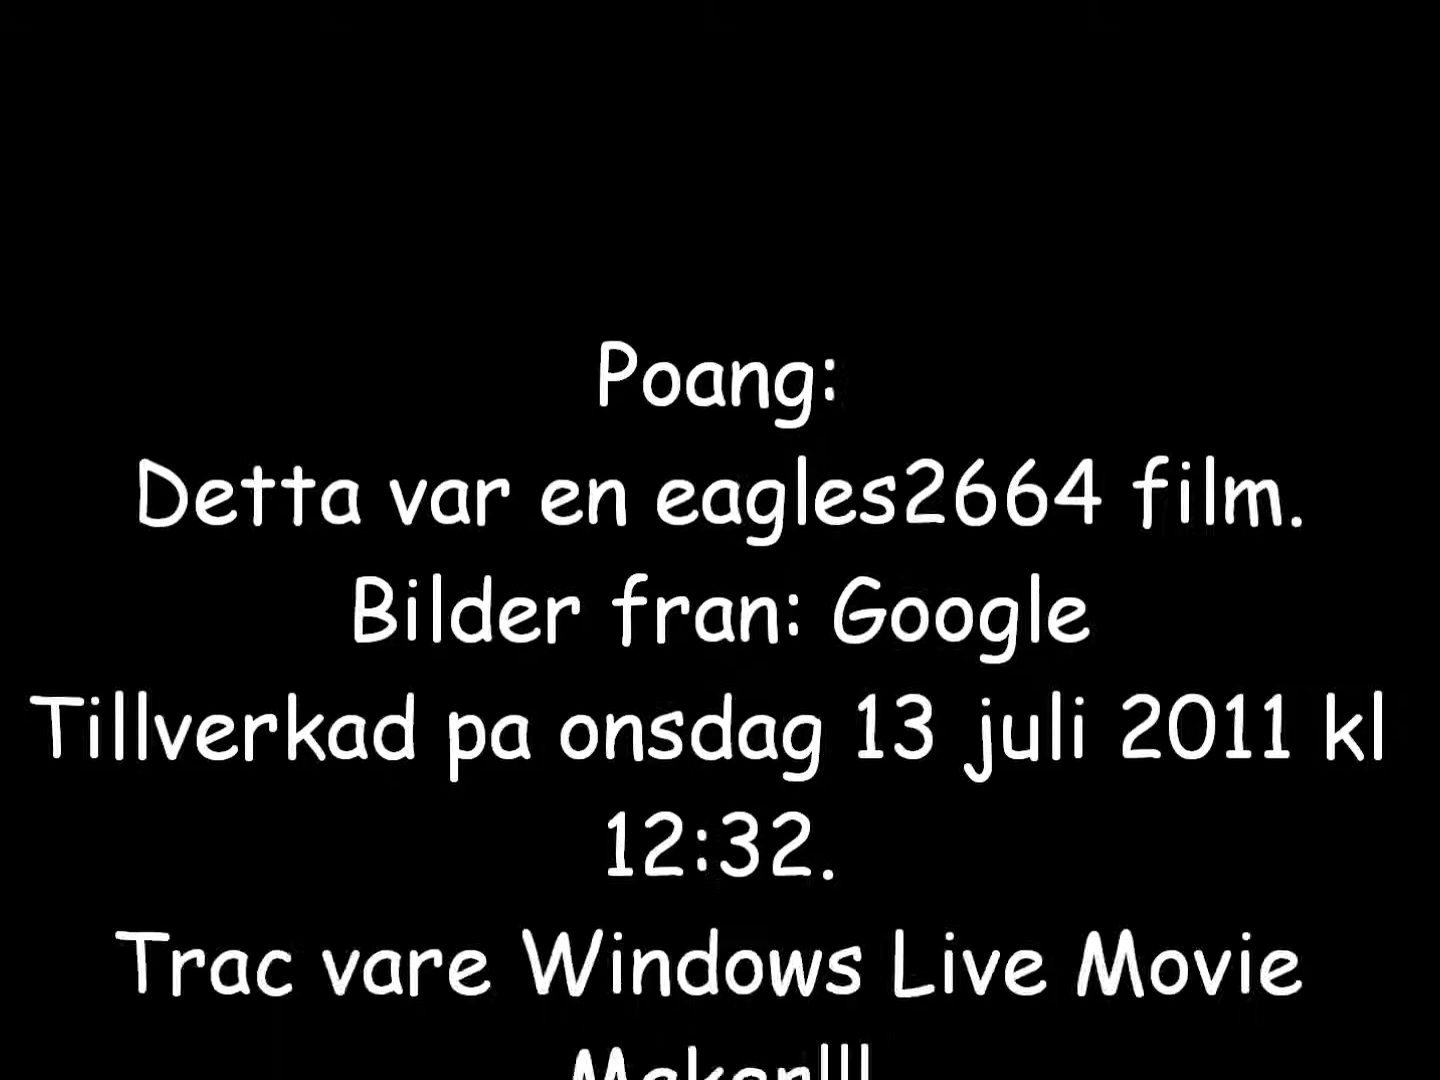 Poang:
Detta var en eagles2664 film.
Bilder fran: Google
Tillverkad pa onsdag 13 juli 2011 kl
12:32.
Trac vare Windows Live Movie
Maker!!!